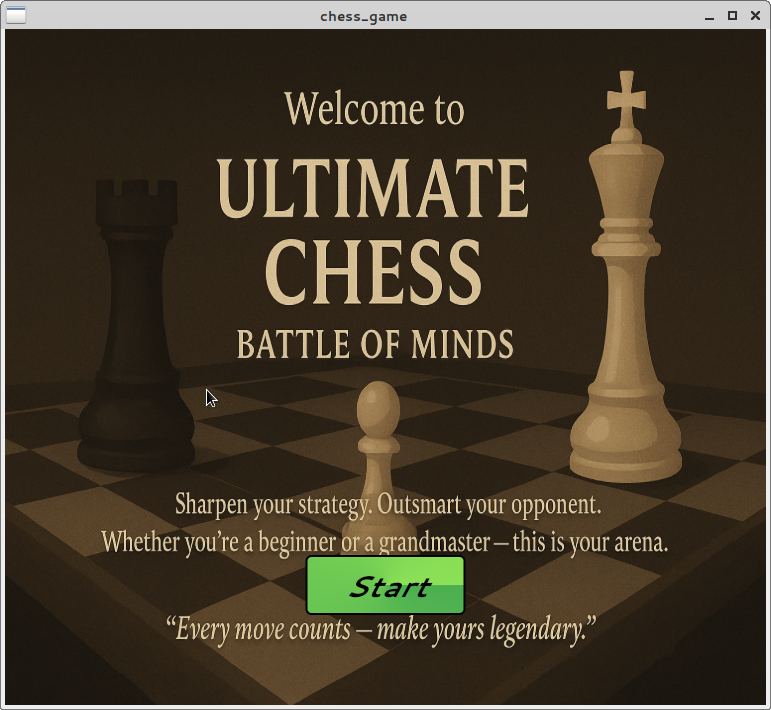 chess_game
Welcome to
ULTIMATE
CHESS
BATTLE OF MINDS
Sharpen your strategy. Outsmart your opponent.
Whether you’re a beginner or a grandmaster—this is your arena.
Start
“Every move counts – make yours legendary.”